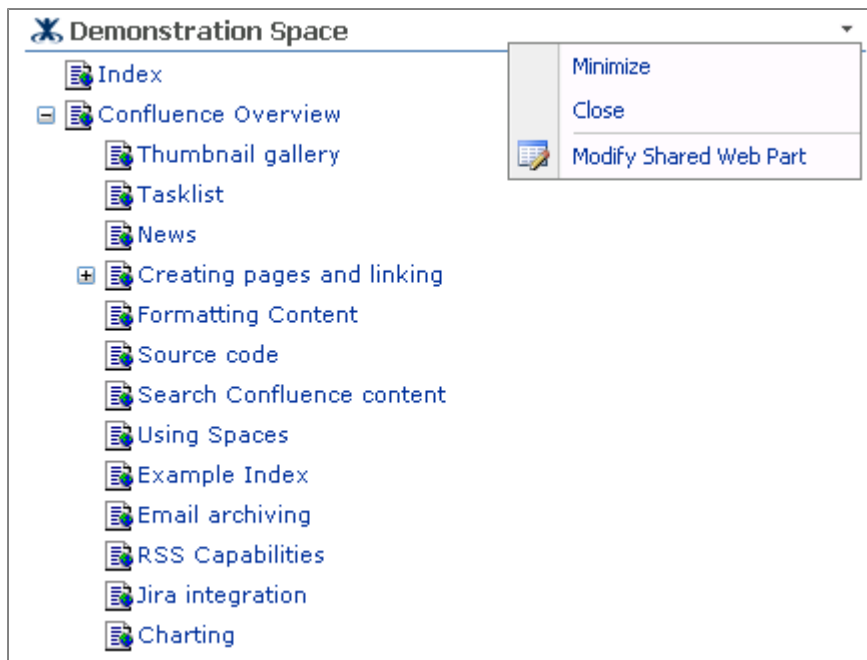 Demonstration Space
Index
Confluence Overview
Thumbnail gallery
Tasklist
News
Creating pages and linking
Formatting Content
Source code
Search Confluence content
Using Spaces
Example Index
Email archiving
RSS Capabilities
Jira integration
Charting
Minimize
Close
Modify Shared Web Part